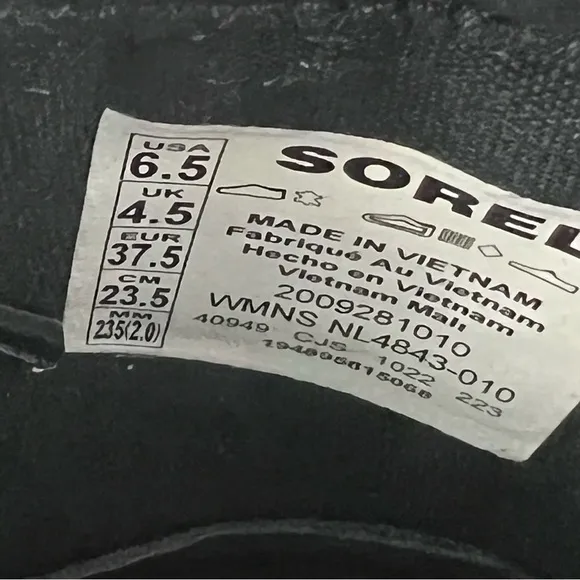 USA
6.5
UK
4.5
EUR
37.5
CM
23.5
MM
235(2.0)
SOREL
MADE IN VIETNAM
Fabriqué Au Vietnam
Hecho en Vietnam
Vietnam Malı
2009281010
WMNS NL4843-010
40949 CJS 1022 223